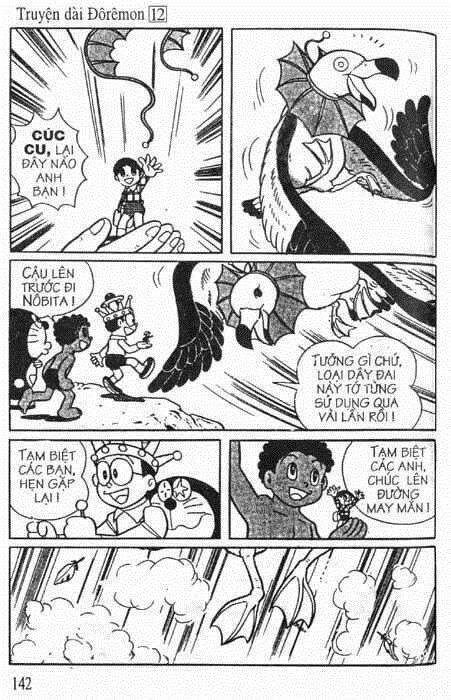 Truyện dài Đôrêmon 12
CÚC
CU, LẠI
ĐÂY NÀO
ANH
BẠN !
CẬU LÊN
TRƯỚC ĐI
NÔBITA !
TƯỞNG GÌ CHỨ,
LOẠI DÂY ĐAI
NÀY TỚ TỪNG
SỬ DỤNG QUA
VÀI LẦN RỒI !
TẠM BIỆT
CÁC BẠN,
HẸN GẶP
LẠI !
TẠM BIỆT
CÁC ANH,
CHÚC LÊN
ĐƯỜNG
MAY MẮN !
142